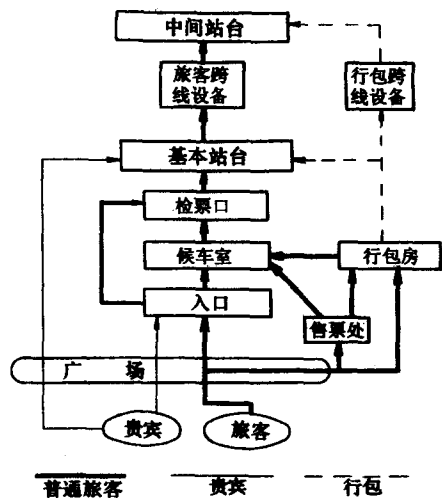 中间站台
旅客跨
线设备
行包跨
线设备
基本站台
检票口
候车室
行包房
入口
售票处
广场
贵宾
旅客
普通旅客
贵宾
行包